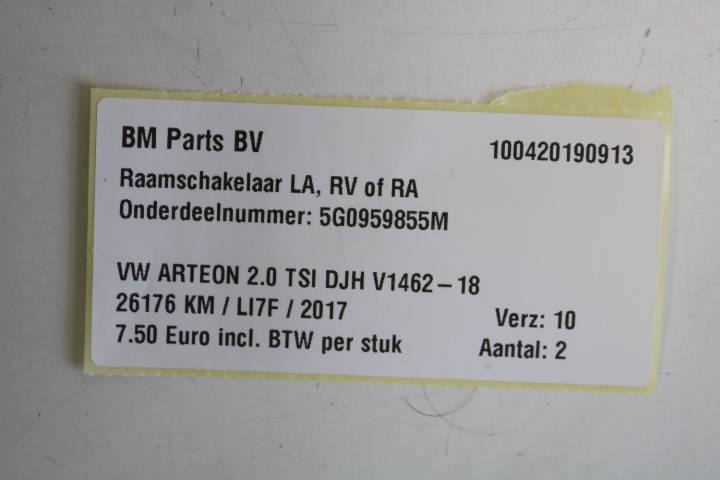 BM Parts BV 100420190913
Raamschakelaar LA, RV of RA
Onderdeelnummer: 5G0959855M
VW ARTEON 2.0 TSI DJH V1462-18
26176 KM / LI7F / 2017 Verz: 10
7.50 Euro incl. BTW per stuk Aantal: 2